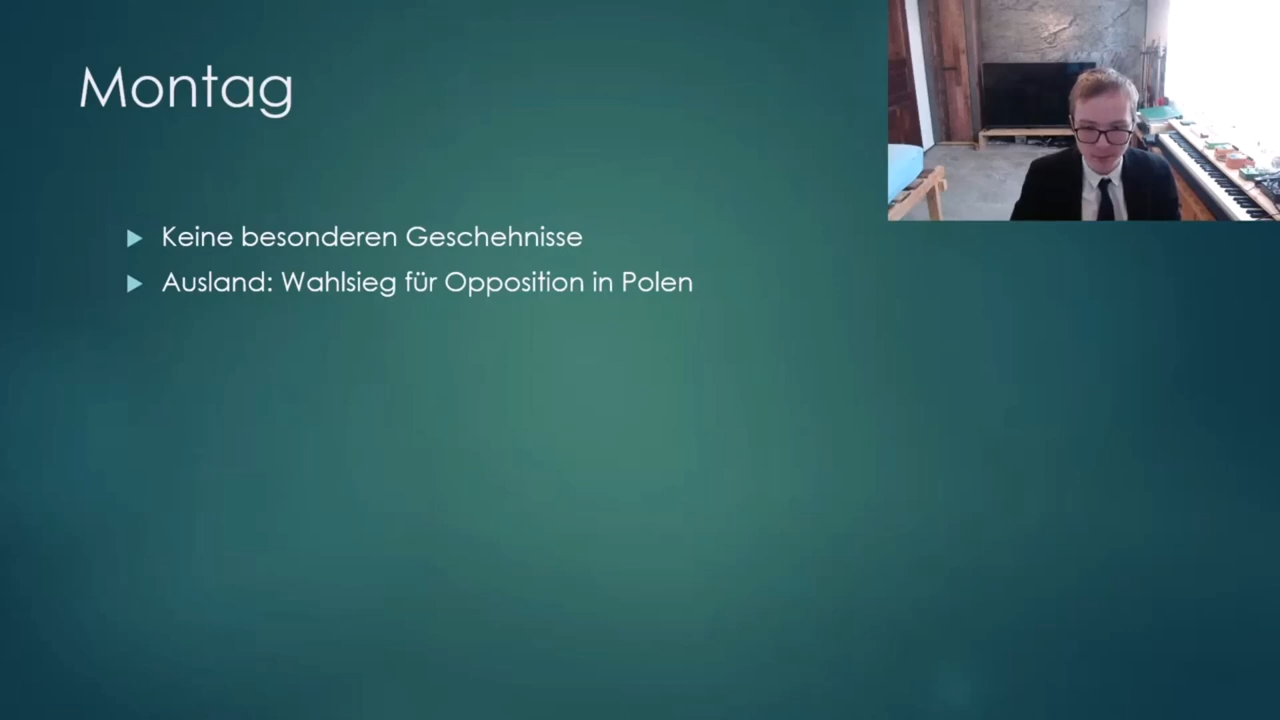 Montag
Keine besonderen Geschehnisse
Ausland: Wahlsieg für Opposition in Polen